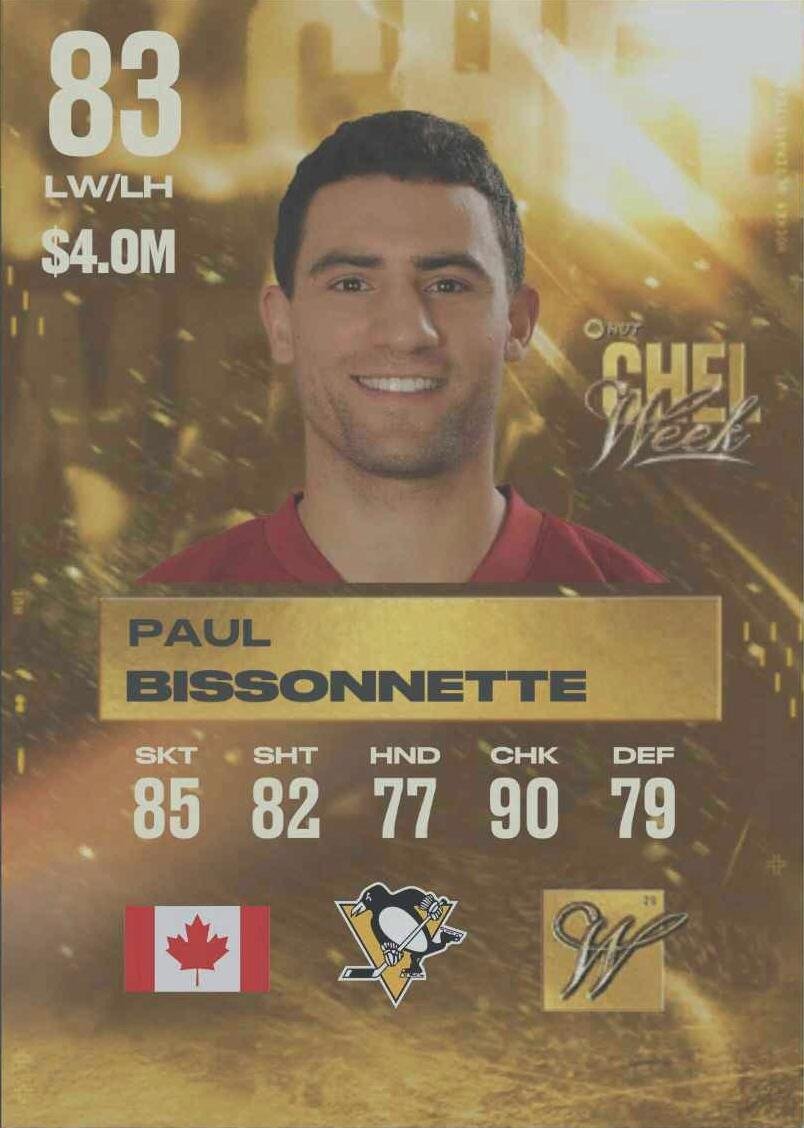 83
LW/LH
$4.0M
HUT
CHEL
Week
PAUL
BISSONNETTE
SKT SHT HND CHK DEF
85 82 77 90 79
W